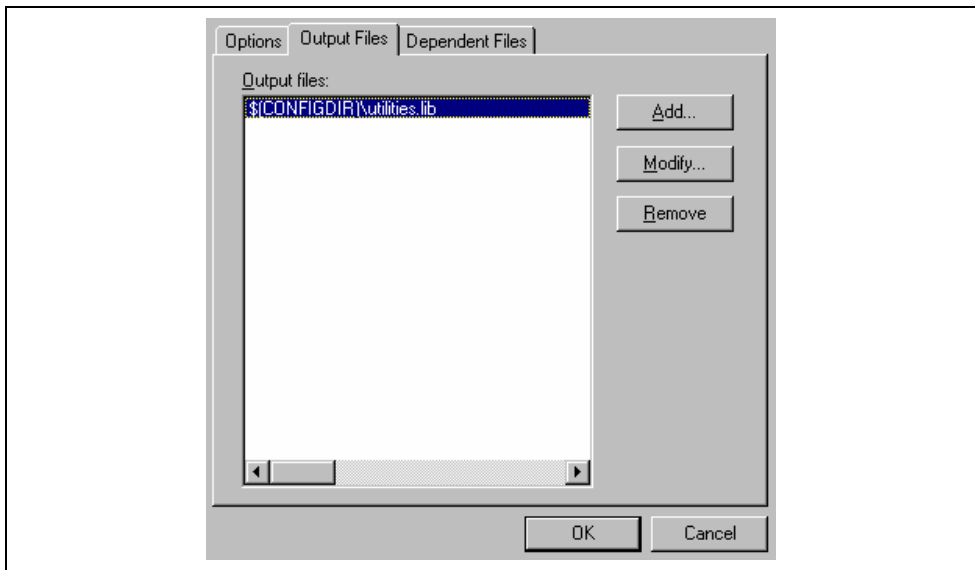 Options Output Files Dependent Files
Output files:
$(CONFIGDIR)\utilities.lib
Add...
Modify...
Remove
OK Cancel